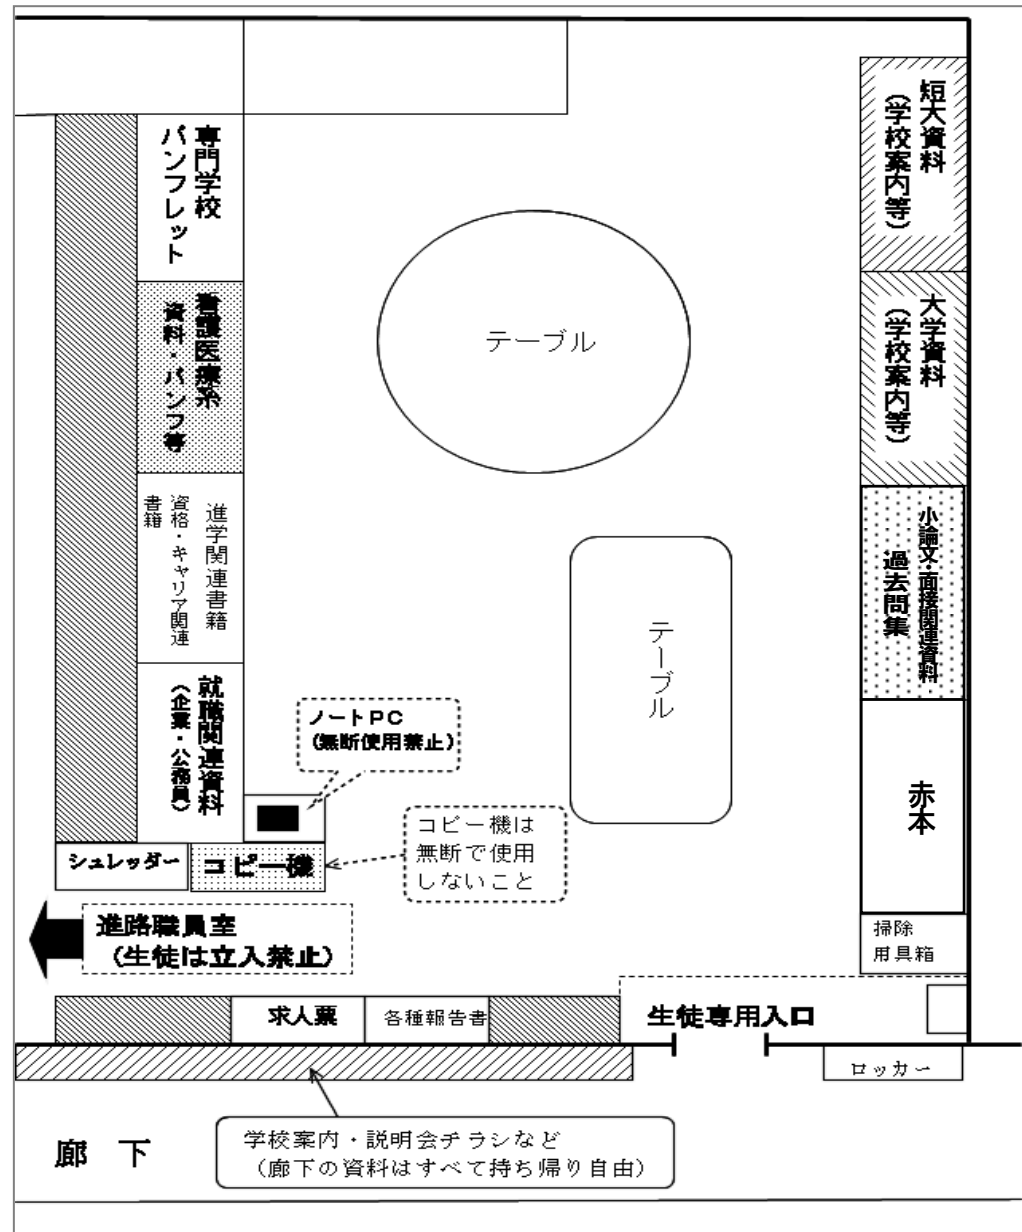 専門学校
パンフレット
看護医療系
資料・パンフ等
進学関連書籍
資格・キャリア関連
書籍
就職関連資料
（企業・公務員）
シュレッダー
コピー機
ノートPC
（無断使用禁止）
コピー機は
無断で使用
しないこと
進路職員室
（生徒は立入禁止）
テーブル
テーブル
短大資料
（学校案内等）
大学資料
（学校案内等）
小論文・面接関連資料
過去問集
赤本
掃除
用具箱
求人票
各種報告書
生徒専用入口
ロッカー
廊　下
学校案内・説明会チラシなど
（廊下の資料はすべて持ち帰り自由）